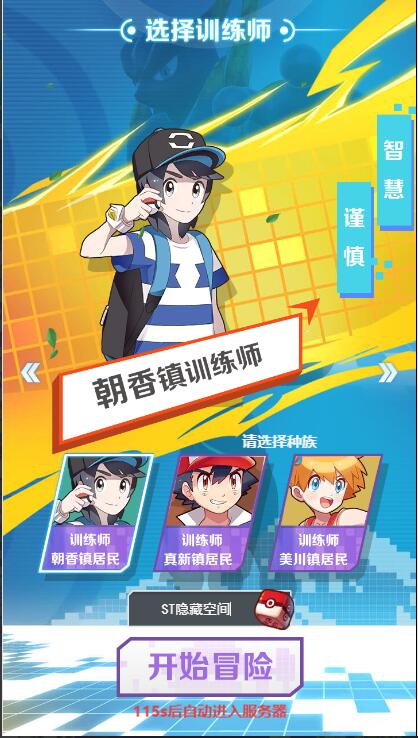 选择训练师
智慧
谨慎
朝香镇训练师
请选择种族
训练师
朝香镇居民
训练师
真新镇居民
训练师
美川镇居民
ST隐藏空间
开始冒险
115s后自动进入服务器